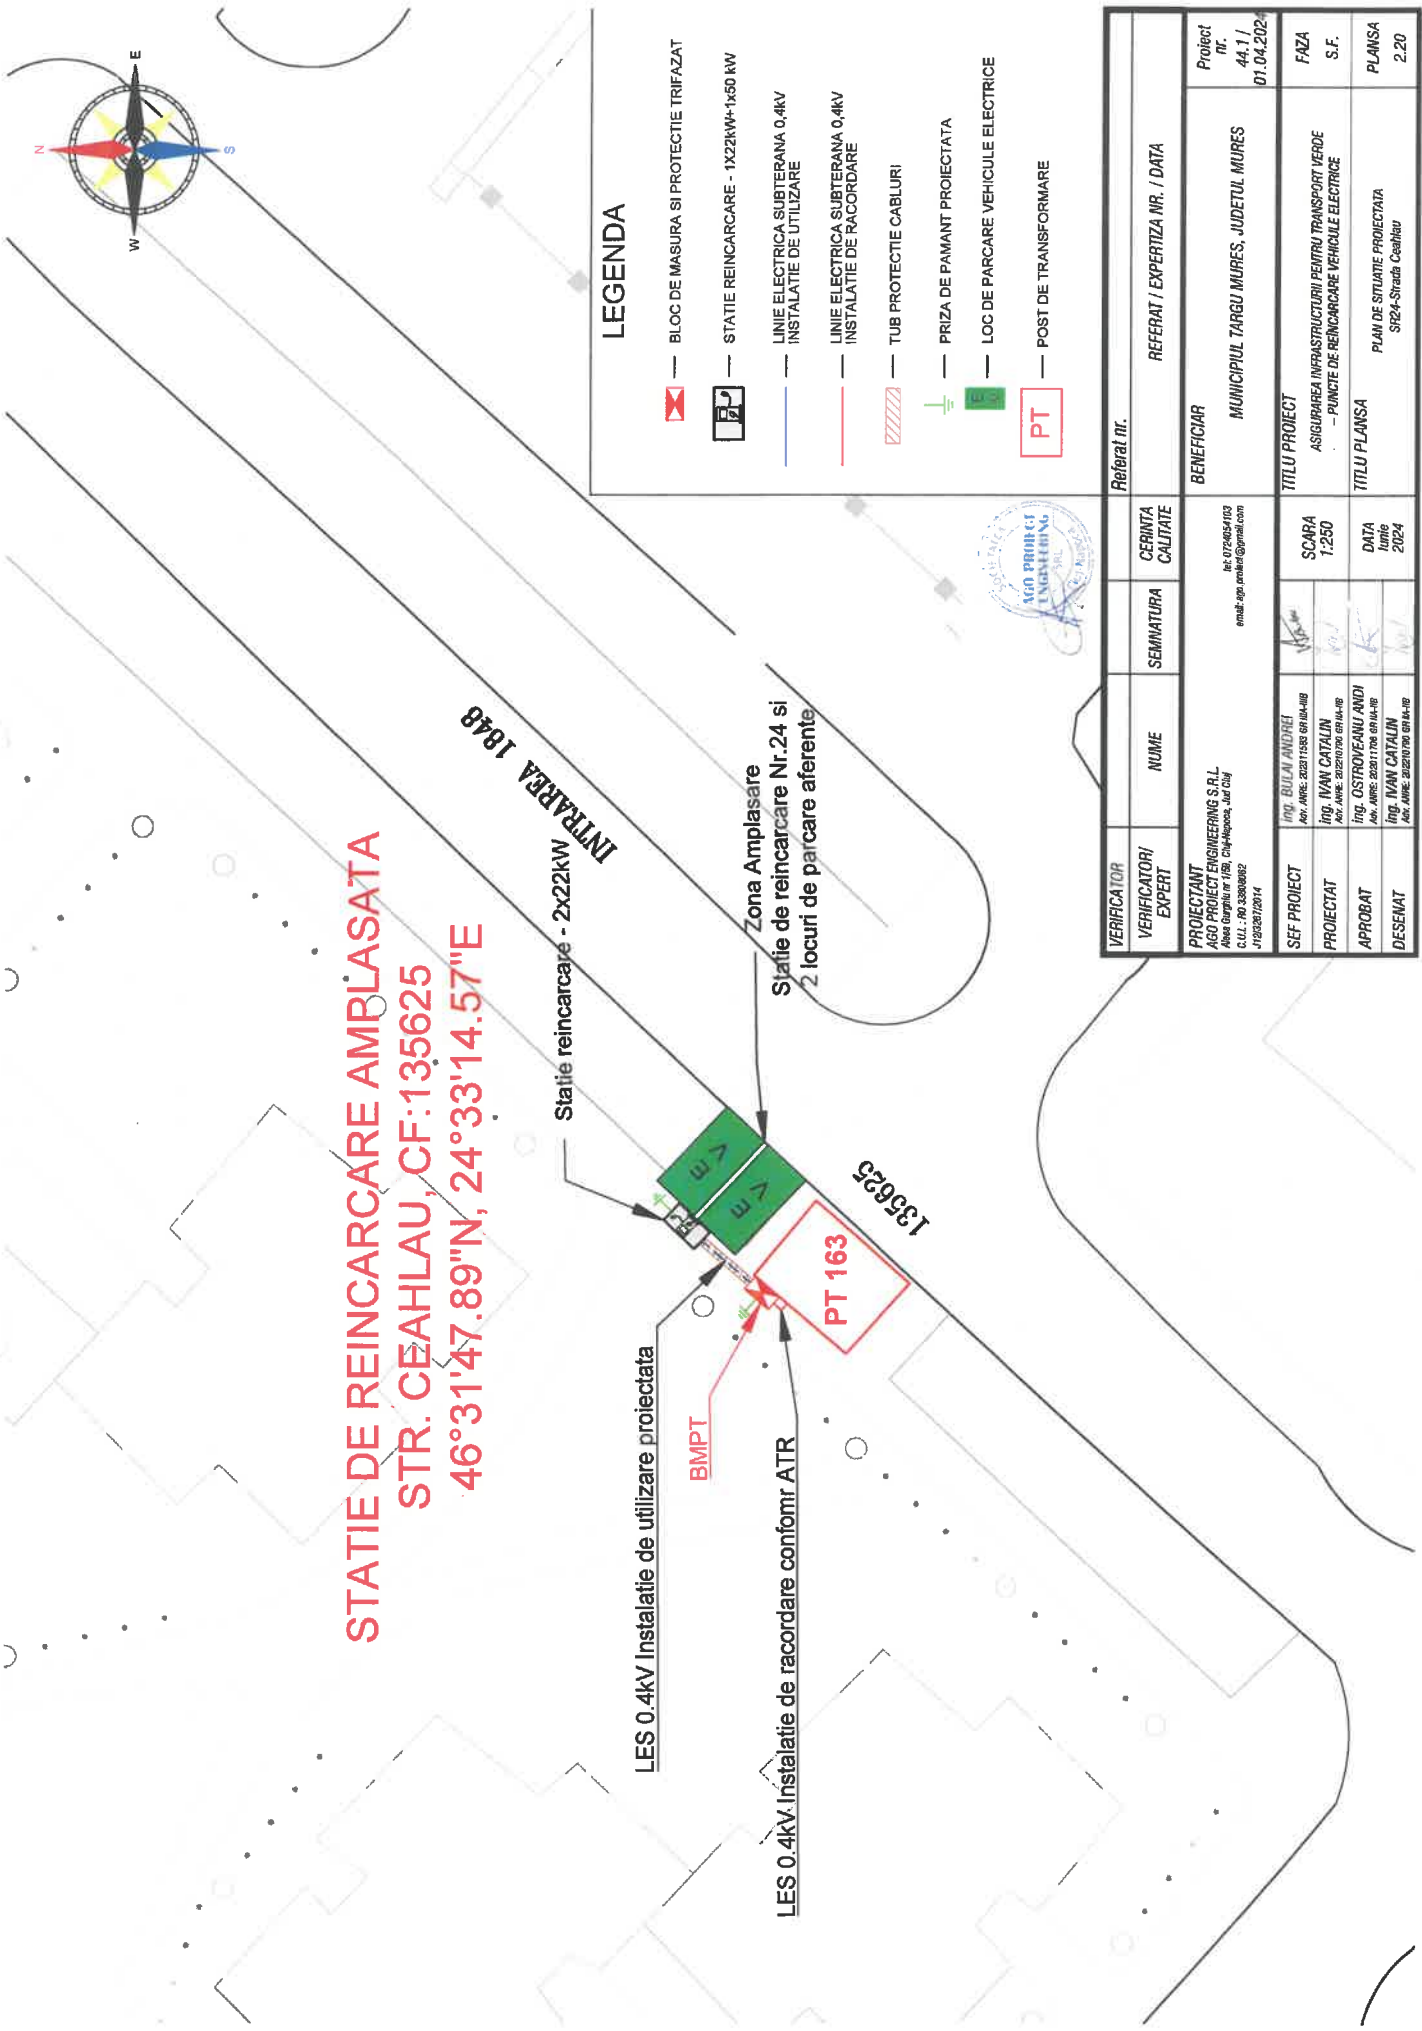 STATIE DE REINCARCARE AMPLASATA
STR. CEAHLAU, CF:135625
46°31'47.89"N, 24°33'14.57"E
N
E
S
W
INTRAREA 1848
Statie reincarcare - 2x22kW
Zona Amplasare
Statie de reincarcare Nr.24 si
2 locuri de parcare aferente
LES 0.4kV Instalatie de utilizare proiectata
BMPT
LES 0.4kV Instalatie de racordare confomr ATR
PT 163
135625
LEGENDA
BLOC DE MASURA SI PROTECTIE TRIFAZAT
STATIE REINCARCARE - 1X22kW+1x50 kW
LINIE ELECTRICA SUBTERANA 0,4kV
INSTALATIE DE UTILIZARE
LINIE ELECTRICA SUBTERANA 0,4kV
INSTALATIE DE RACORDARE
TUB PROTECTIE CABLURI
PRIZA DE PAMANT PROIECTATA
LOC DE PARCARE VEHICULE ELECTRICE
PT
POST DE TRANSFORMARE
AGO PROIECT
ENGINEERING
SRL
VERIFICATOR
Referat nr.
VERIFICATOR/
EXPERT
NUME
SEMNATURA
CERINTA
CALITATE
REFERAT / EXPERTIZA NR. / DATA
PROIECTANT
AGO PROIECT ENGINEERING S.R.L.
tel: 0724054103
BENEFICIAR
MUNICIPIUL TARGU MURES, JUDETUL MURES
Proiect
nr.
44.1 /
01.04.2024
SEF PROIECT
ing. BULAI ANDREI
SCARA
1:250
TITLU PROIECT
ASIGURAREA INFRASTRUCTURII PENTRU TRANSPORT VERDE
– PUNCTE DE REÎNCARCARE VEHICULE ELECTRICE
FAZA
S.F.
PROIECTAT
ing. IVAN CATALIN
APROBAT
ing. OSTROVEANU ANDI
DATA
Iunie
2024
TITLU PLANSA
PLAN DE SITUATIE PROIECTATA
SR24-Strada Ceahlau
PLANSA
2.20
DESENAT
ing. IVAN CATALIN